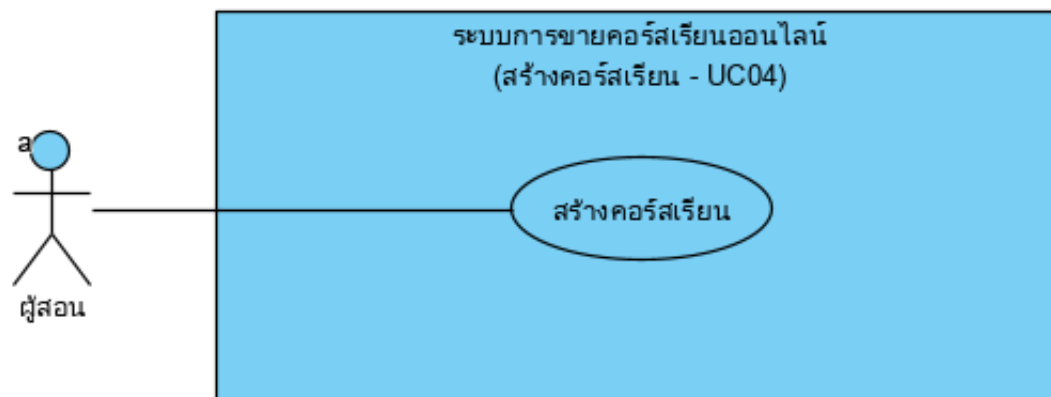 ระบบการขายคอร์สเรียนออนไลน์
(สร้างคอร์สเรียน - UC04)
a
สร้างคอร์สเรียน
ผู้สอน